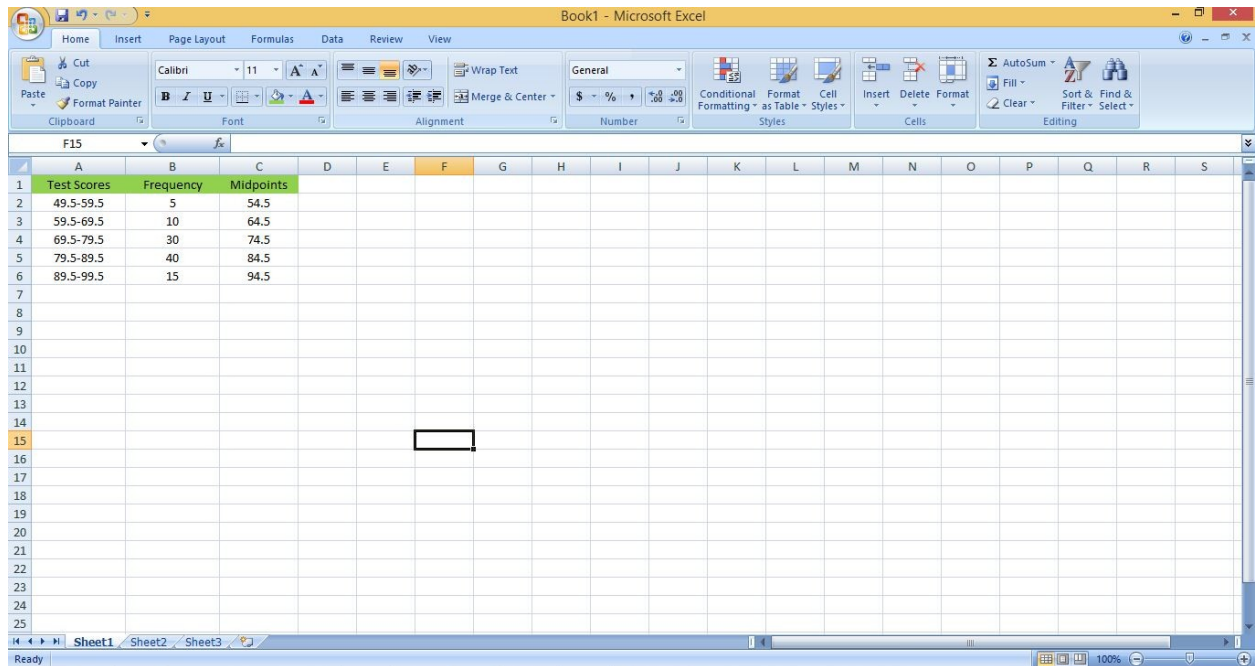 Book1 - Microsoft Excel
Home Insert Page Layout Formulas Data Review View
Paste
Cut
Copy
Format Painter
Clipboard
Calibri 11 A A
B I U A
Font
Wrap Text
Merge & Center
Alignment
General
$ % , .0 .00 .00 .0
Number
Conditional Formatting
Format as Table
Cell Styles
Styles
Insert Delete Format
Cells
Σ AutoSum
Fill
Clear
Sort & Filter
Find & Select
Editing
F15 fx
A B C D E F G H I J K L M N O P Q R S
1 Test Scores Frequency Midpoints
2 49.5-59.5 5 54.5
3 59.5-69.5 10 64.5
4 69.5-79.5 30 74.5
5 79.5-89.5 40 84.5
6 89.5-99.5 15 94.5
7
8
9
10
11
12
13
14
15
16
17
18
19
20
21
22
23
24
25
Sheet1 Sheet2 Sheet3
Ready 100%